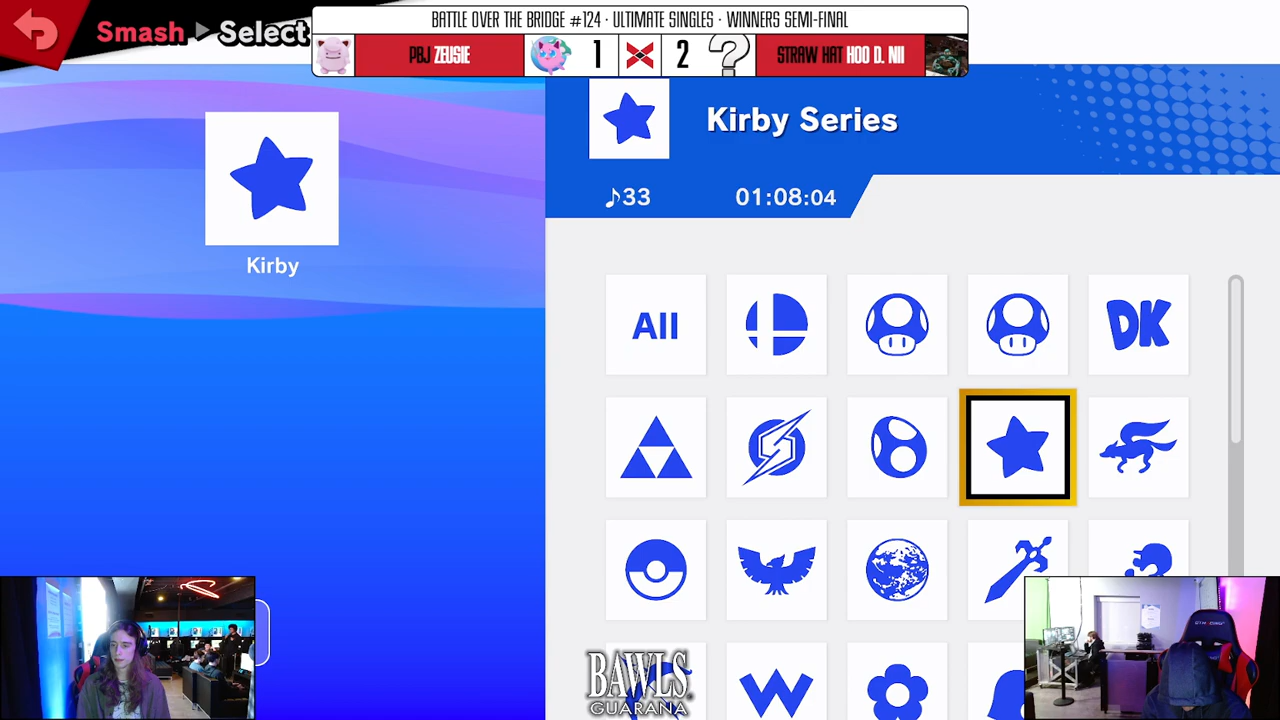 BATTLE OVER THE BRIDGE #124 · ULTIMATE SINGLES · WINNERS SEMI-FINAL
Smash ▶ Select
PBJ ZEUSIE 1 2 ? STRAW HAT HOO D. NII
Kirby Series
♪33 01:08:04
Kirby
All
DK
BAWLS
GUARANA